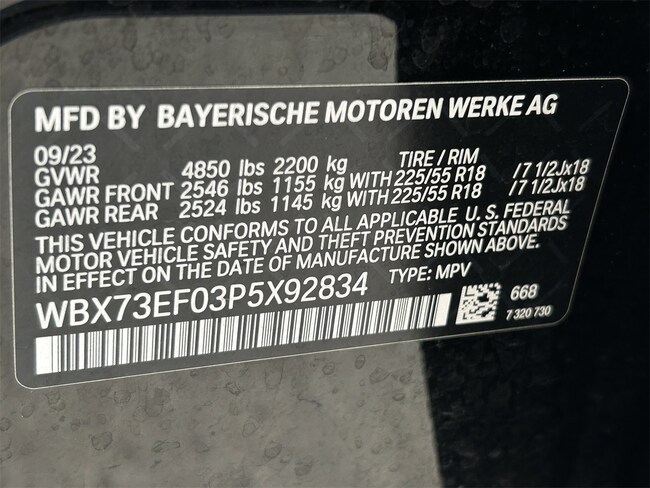 MFD BY BAYERISCHE MOTOREN WERKE AG
09/23 TIRE / RIM
GVWR 4850 lbs 2200 kg
GAWR FRONT 2546 lbs 1155 kg WITH 225/55 R18 / 7 1/2Jx18
GAWR REAR 2524 lbs 1145 kg WITH 225/55 R18 / 7 1/2Jx18
THIS VEHICLE CONFORMS TO ALL APPLICABLE U. S. FEDERAL
MOTOR VEHICLE SAFETY AND THEFT PREVENTION STANDARDS
IN EFFECT ON THE DATE OF MANUFACTURE SHOWN ABOVE.
WBX73EF03P5X92834 TYPE: MPV
668
7 320 730